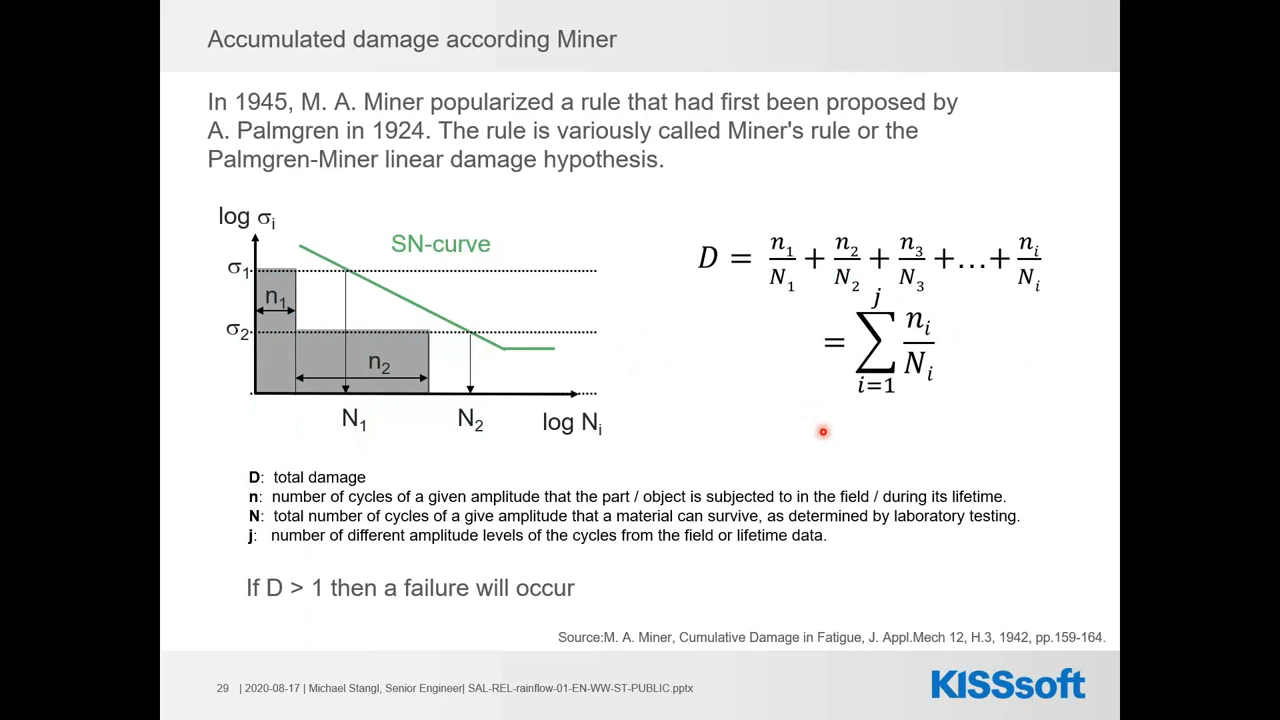 Accumulated damage according Miner
In 1945, M. A. Miner popularized a rule that had first been proposed by
A. Palmgren in 1924. The rule is variously called Miner's rule or the
Palmgren-Miner linear damage hypothesis.
log σi
SN-curve
σ1
n1
σ2
n2
N1
N2
log Ni
D = n1/N1 + n2/N2 + n3/N3 +…+ ni/Ni
= ∑ j i=1 ni/Ni
D: total damage
n: number of cycles of a given amplitude that the part / object is subjected to in the field / during its lifetime.
N: total number of cycles of a give amplitude that a material can survive, as determined by laboratory testing.
j: number of different amplitude levels of the cycles from the field or lifetime data.
If D > 1 then a failure will occur
Source:M. A. Miner, Cumulative Damage in Fatigue, J. Appl.Mech 12, H.3, 1942, pp.159-164.
29 | 2020-08-17 | Michael Stangl, Senior Engineer| SAL-REL-rainflow-01-EN-WW-ST-PUBLIC.pptx
KISSsoft